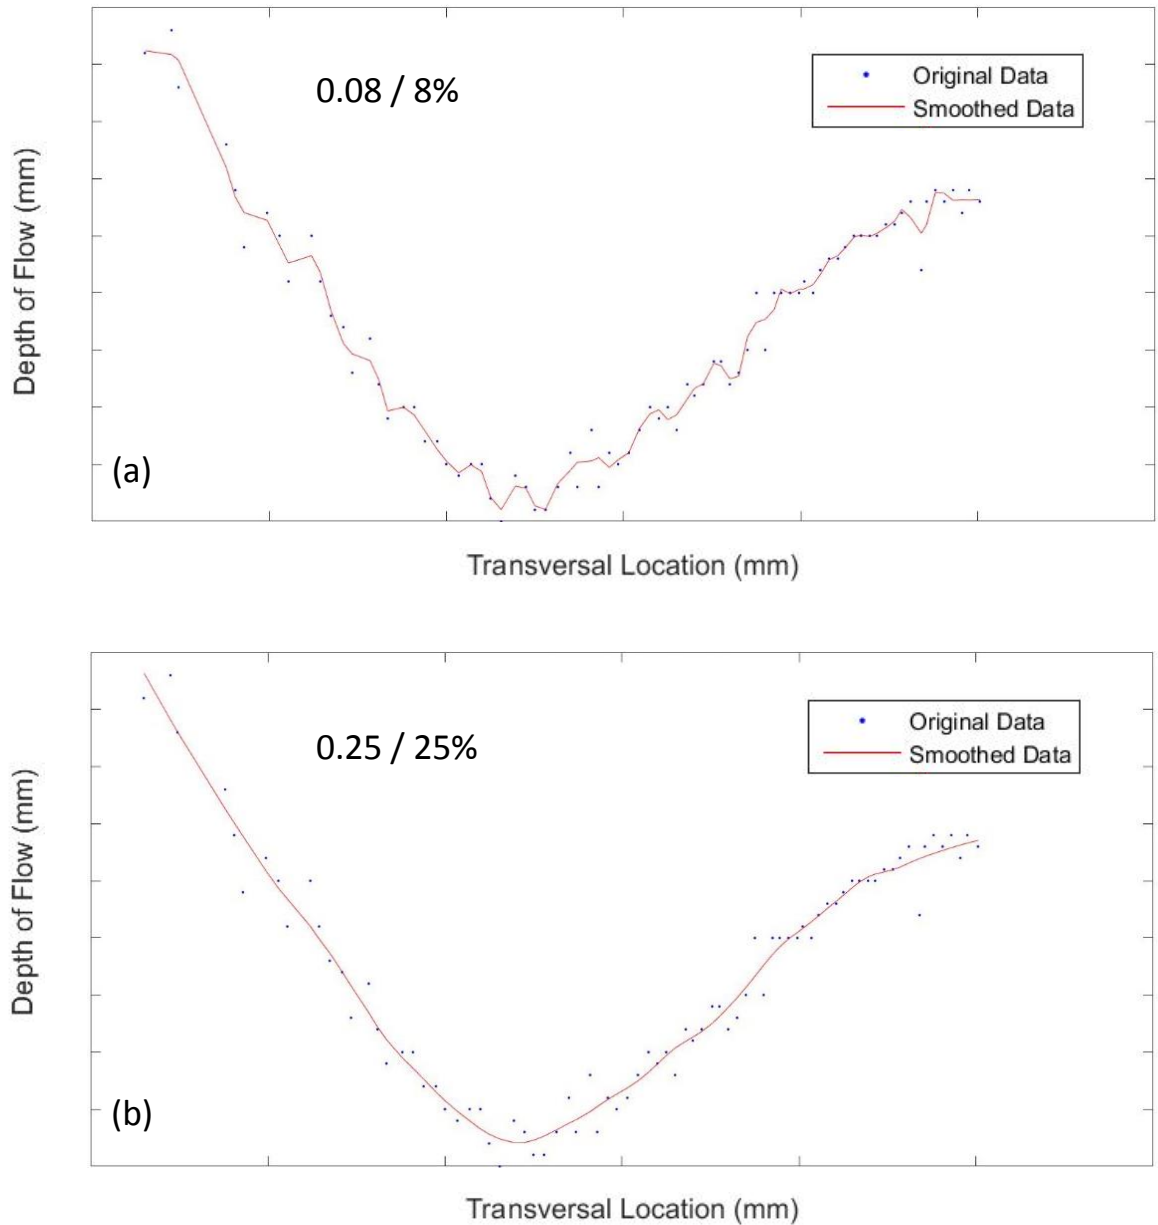 0.08 / 8%
Original Data
Smoothed Data
Depth of Flow (mm)
(a)
Transversal Location (mm)
0.25 / 25%
Original Data
Smoothed Data
Depth of Flow (mm)
(b)
Transversal Location (mm)